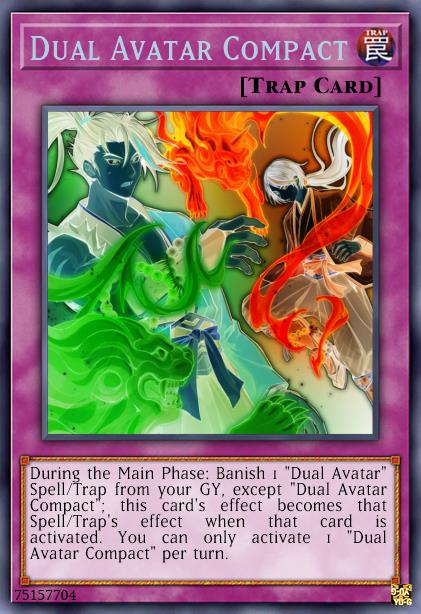 DUAL AVATAR COMPACT
TRAP
罠
[TRAP CARD]
During the Main Phase: Banish 1 "Dual Avatar"
Spell/Trap from your GY, except "Dual Avatar
Compact"; this card's effect becomes that
Spell/Trap's effect when that card is
activated. You can only activate 1 "Dual
Avatar Compact" per turn.
75157704